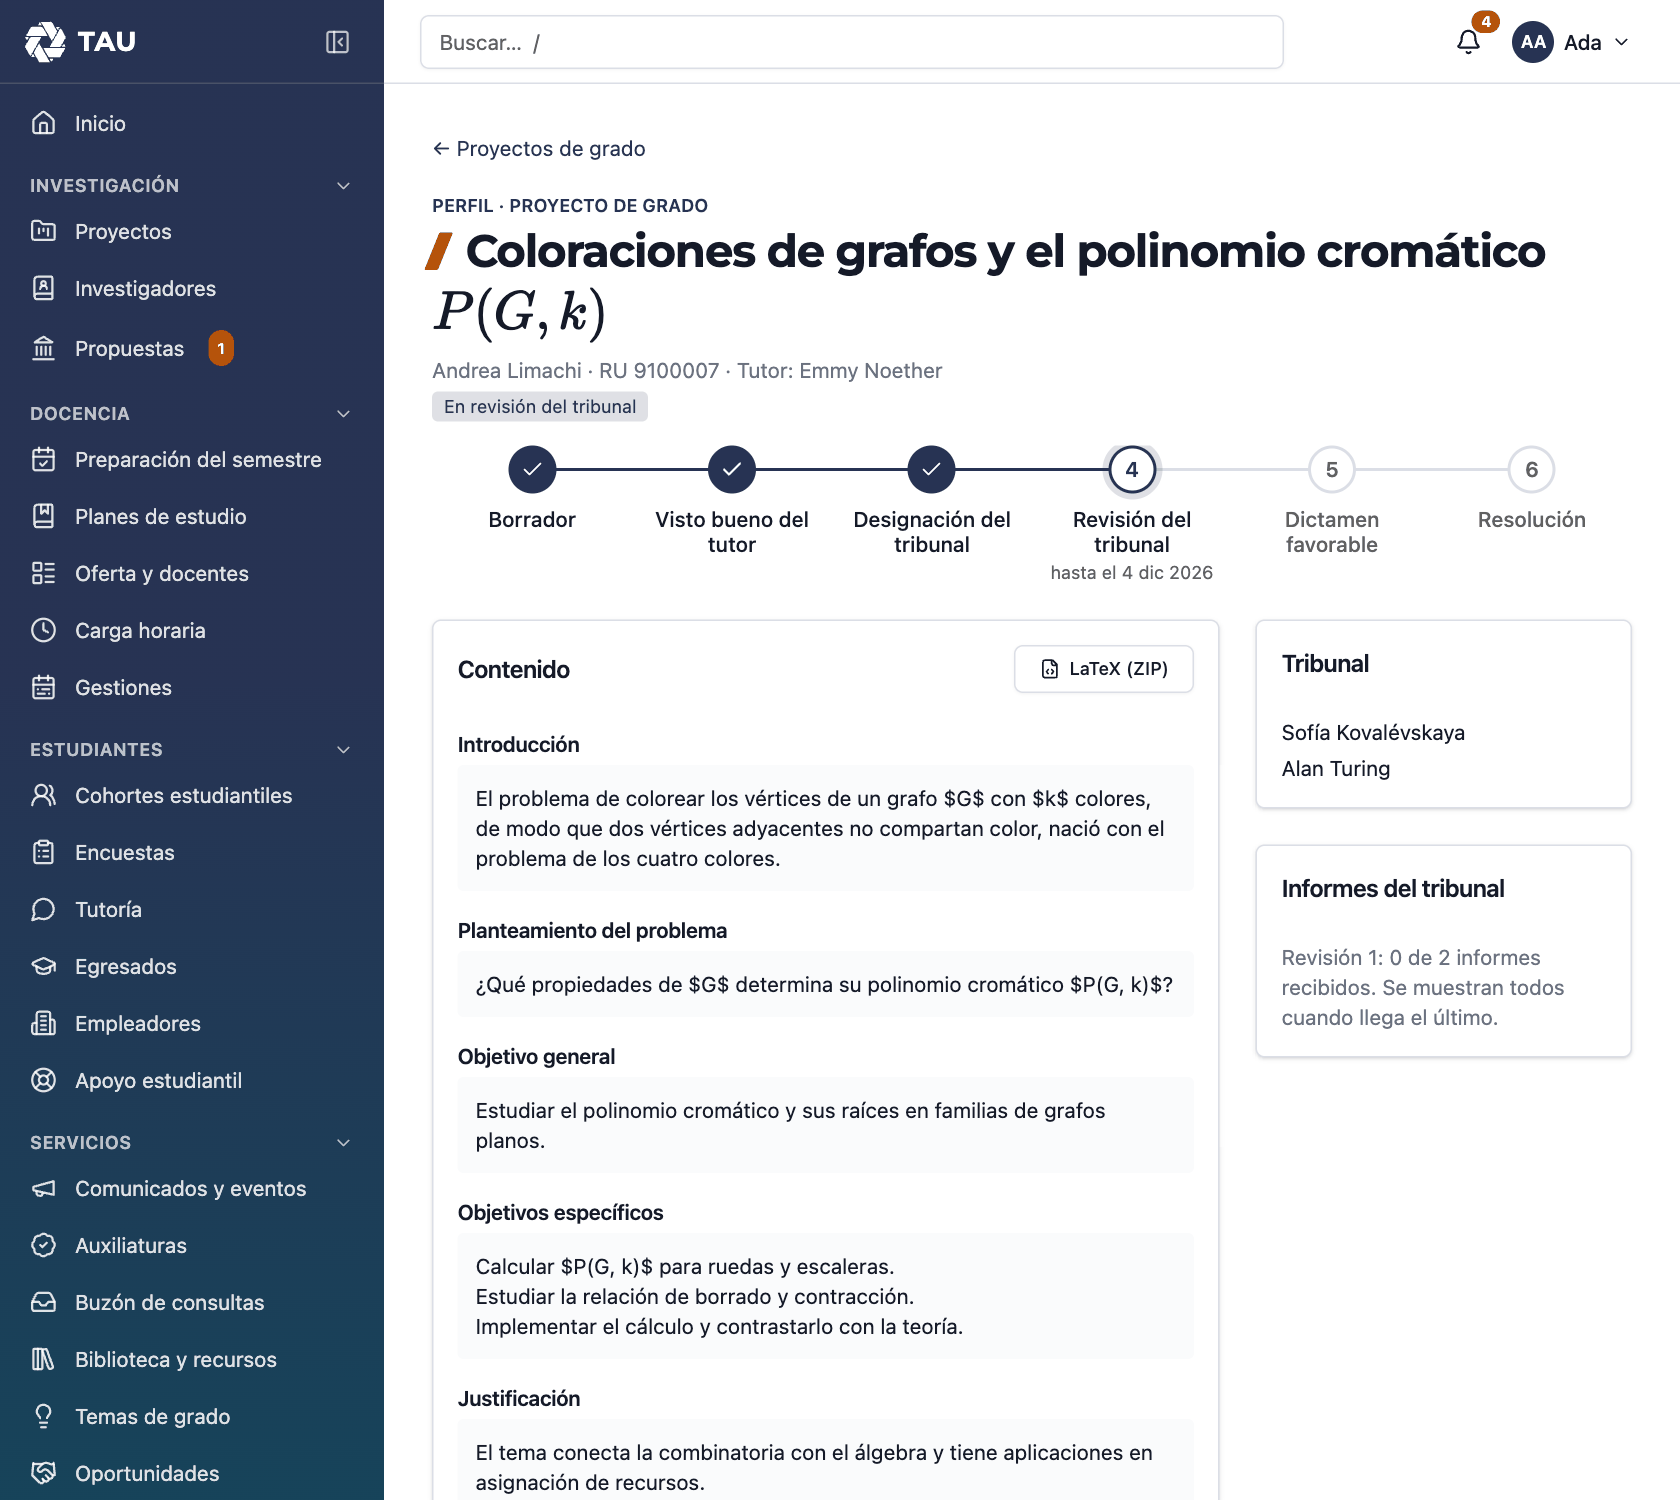 TAU
Buscar... /
4
AA
Ada
Inicio
INVESTIGACIÓN
Proyectos
Investigadores
Propuestas
1
DOCENCIA
Preparación del semestre
Planes de estudio
Oferta y docentes
Carga horaria
Gestiones
ESTUDIANTES
Cohortes estudiantiles
Encuestas
Tutoría
Egresados
Empleadores
Apoyo estudiantil
SERVICIOS
Comunicados y eventos
Auxiliaturas
Buzón de consultas
Biblioteca y recursos
Temas de grado
Oportunidades
← Proyectos de grado
PERFIL · PROYECTO DE GRADO
Coloraciones de grafos y el polinomio cromático
P(G, k)
Andrea Limachi · RU 9100007 · Tutor: Emmy Noether
En revisión del tribunal
Borrador
Visto bueno del
tutor
Designación del
tribunal
4
Revisión del
tribunal
hasta el 4 dic 2026
5
Dictamen
favorable
6
Resolución
Contenido
LaTeX (ZIP)
Introducción
El problema de colorear los vértices de un grafo $G$ con $k$ colores,
de modo que dos vértices adyacentes no compartan color, nació con el
problema de los cuatro colores.
Planteamiento del problema
¿Qué propiedades de $G$ determina su polinomio cromático $P(G, k)$?
Objetivo general
Estudiar el polinomio cromático y sus raíces en familias de grafos
planos.
Objetivos específicos
Calcular $P(G, k)$ para ruedas y escaleras.
Estudiar la relación de borrado y contracción.
Implementar el cálculo y contrastarlo con la teoría.
Justificación
El tema conecta la combinatoria con el álgebra y tiene aplicaciones en
asignación de recursos.
Tribunal
Sofía Kovalévskaya
Alan Turing
Informes del tribunal
Revisión 1: 0 de 2 informes
recibidos. Se muestran todos
cuando llega el último.